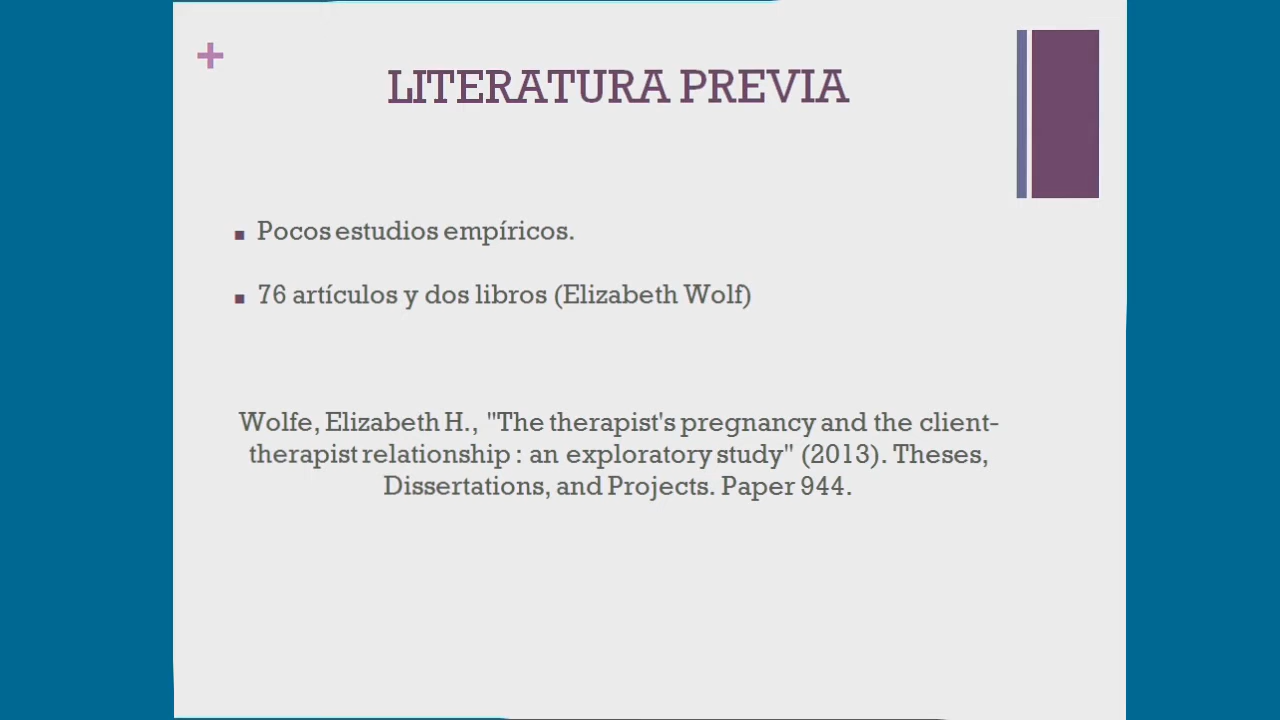 +
LITERATURA PREVIA
▪ Pocos estudios empíricos.
▪ 76 artículos y dos libros (Elizabeth Wolf)
Wolfe, Elizabeth H., "The therapist's pregnancy and the client-
therapist relationship : an exploratory study" (2013). Theses,
Dissertations, and Projects. Paper 944.